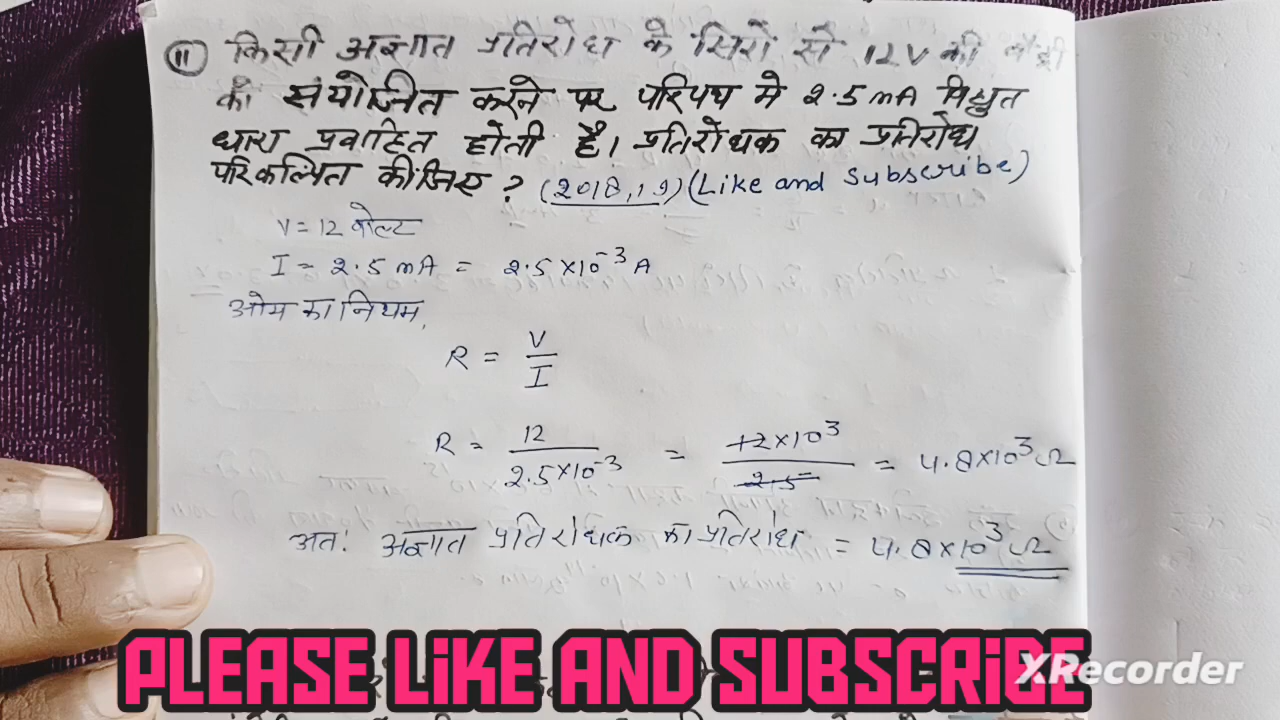 (11) किसी अज्ञात प्रतिरोध के सिरों से 12V की बैट्री
को संयोजित करने पर परिपथ मे 2.5 mA विद्युत
धारा प्रवाहित होती है। प्रतिरोधक का प्रतिरोध
परिकल्पित कीजिए ? (2018,19) (Like and subscribe)
V = 12 वोल्ट
I = 2.5 mA = 2.5 ×10⁻³ A
ओम का नियम,
R = V/I
R = 12/2.5×10⁻³ = 12×10³/2.5 = 4.8×10³ Ω
अतः अज्ञात प्रतिरोधक का प्रतिरोध = 4.8×10³ Ω
PLEASE LiKE AND SUBSCRiBE
XRecorder